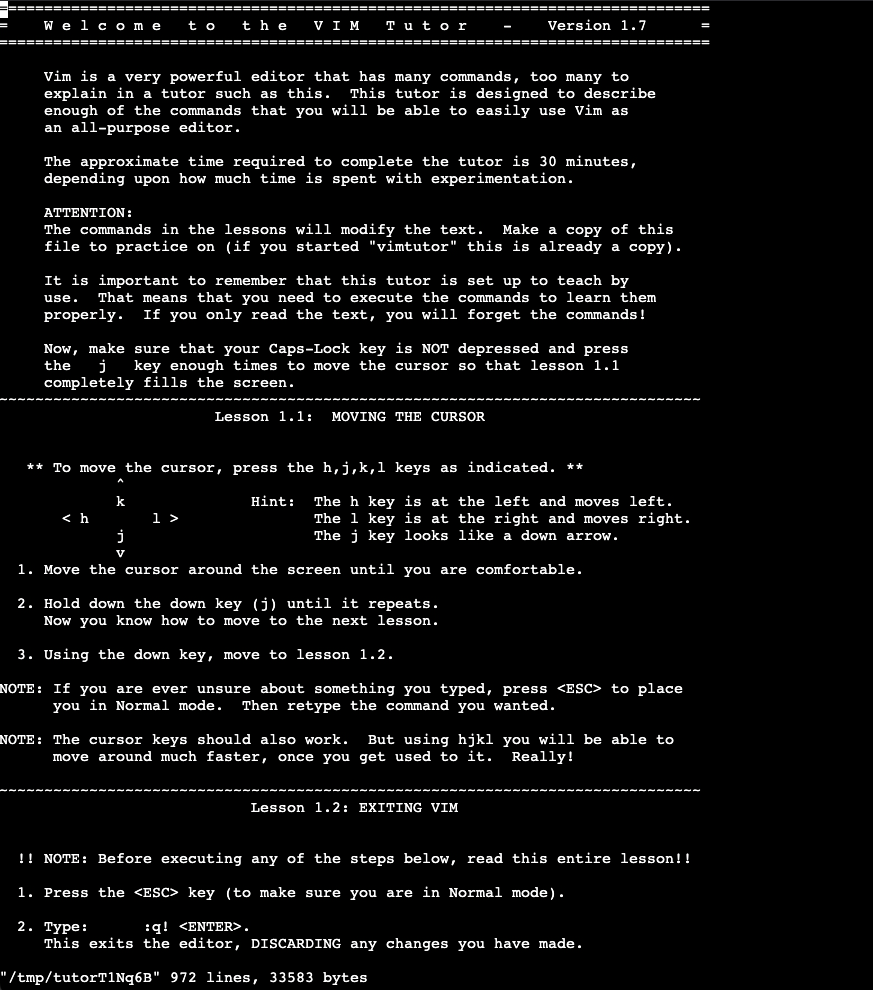 ===============================================================================
=    W e l c o m e   t o   t h e   V I M   T u t o r    -    Version 1.7      =
===============================================================================

     Vim is a very powerful editor that has many commands, too many to
     explain in a tutor such as this.  This tutor is designed to describe
     enough of the commands that you will be able to easily use Vim as
     an all-purpose editor.

     The approximate time required to complete the tutor is 30 minutes,
     depending upon how much time is spent with experimentation.

     ATTENTION:
     The commands in the lessons will modify the text.  Make a copy of this
     file to practice on (if you started "vimtutor" this is already a copy).

     It is important to remember that this tutor is set up to teach by
     use.  That means that you need to execute the commands to learn them
     properly.  If you only read the text, you will forget the commands!

     Now, make sure that your Caps-Lock key is NOT depressed and press
     the   j   key enough times to move the cursor so that lesson 1.1
     completely fills the screen.
~~~~~~~~~~~~~~~~~~~~~~~~~~~~~~~~~~~~~~~~~~~~~~~~~~~~~~~~~~~~~~~~~~~~~~~~~~~~~~
                        Lesson 1.1:  MOVING THE CURSOR


   ** To move the cursor, press the h,j,k,l keys as indicated. **
             ^
             k              Hint:  The h key is at the left and moves left.
       < h       l >               The l key is at the right and moves right.
             j                     The j key looks like a down arrow.
             v
  1. Move the cursor around the screen until you are comfortable.

  2. Hold down the down key (j) until it repeats.
     Now you know how to move to the next lesson.

  3. Using the down key, move to lesson 1.2.

NOTE: If you are ever unsure about something you typed, press <ESC> to place
      you in Normal mode.  Then retype the command you wanted.

NOTE: The cursor keys should also work.  But using hjkl you will be able to
      move around much faster, once you get used to it.  Really!

~~~~~~~~~~~~~~~~~~~~~~~~~~~~~~~~~~~~~~~~~~~~~~~~~~~~~~~~~~~~~~~~~~~~~~~~~~~~~~
                            Lesson 1.2: EXITING VIM


  !! NOTE: Before executing any of the steps below, read this entire lesson!!

  1. Press the <ESC> key (to make sure you are in Normal mode).

  2. Type:      :q! <ENTER>.
     This exits the editor, DISCARDING any changes you have made.

"/tmp/tutorT1Nq6B" 972 lines, 33583 bytes